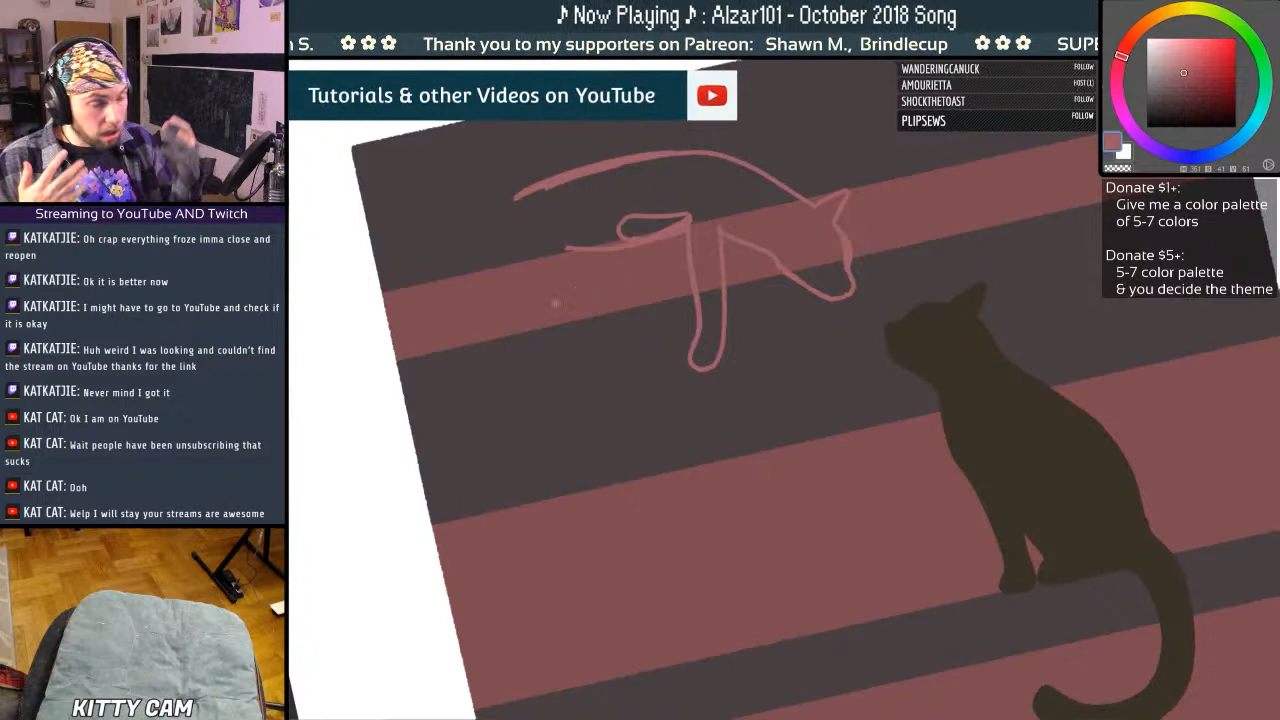 ♪ Now Playing ♪ : Alzar101 - October 2018 Song
n S. ✿ ✿ ✿ Thank you to my supporters on Patreon: Shawn M., Brindlecup ✿ ✿ ✿ SUPE
Tutorials & other Videos on YouTube
WANDERINGCANUCK FOLLOW
AMOURIETTA HOST(1)
SHOCKTHETOAST FOLLOW
PLIPSEWS FOLLOW
H 351 S 41 V 61
Donate $1+:
Give me a color palette
of 5-7 colors
Donate $5+:
5-7 color palette
& you decide the theme
Streaming to YouTube AND Twitch
KATKATJIE: Oh crap everything froze imma close and
reopen
KATKATJIE: Ok it is better now
KATKATJIE: I might have to go to YouTube and check if
it is okay
KATKATJIE: Huh weird I was looking and couldn't find
the stream on YouTube thanks for the link
KATKATJIE: Never mind I got it
KAT CAT: Ok I am on YouTube
KAT CAT: Wait people have been unsubscribing that
sucks
KAT CAT: Ooh
KAT CAT: Welp I will stay your streams are awesome
KITTY CAM